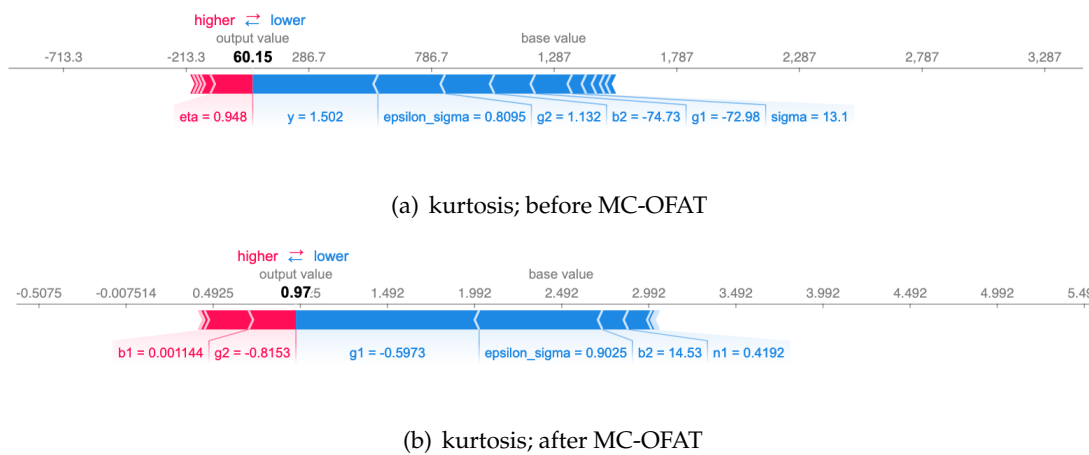 higher ⇄ lower
output value base value
-713.3 -213.3 60.15 286.7 786.7 1,287 1,787 2,287 2,787 3,287
eta = 0.948 y = 1.502 epsilon_sigma = 0.8095 g2 = 1.132 b2 = -74.73 g1 = -72.98 sigma = 13.1
(a) kurtosis; before MC-OFAT
higher ⇄ lower
output value base value
-0.5075 -0.007514 0.4925 0.975 1.492 1.992 2.492 2.992 3.492 3.992 4.492 4.992 5.49
b1 = 0.001144 g2 = -0.8153 g1 = -0.5973 epsilon_sigma = 0.9025 b2 = 14.53 n1 = 0.4192
(b) kurtosis; after MC-OFAT